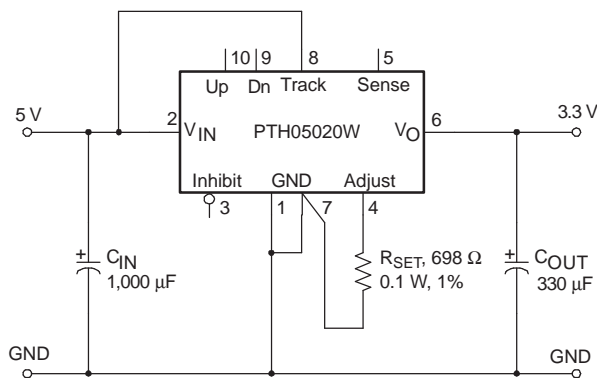 10 9 8 5
Up Dn Track Sense
5 V 2 VIN PTH05020W VO 6 3.3 V
Inhibit GND Adjust
3 1 7 4
CIN
1,000 μF
RSET, 698 Ω
0.1 W, 1%
COUT
330 μF
GND GND